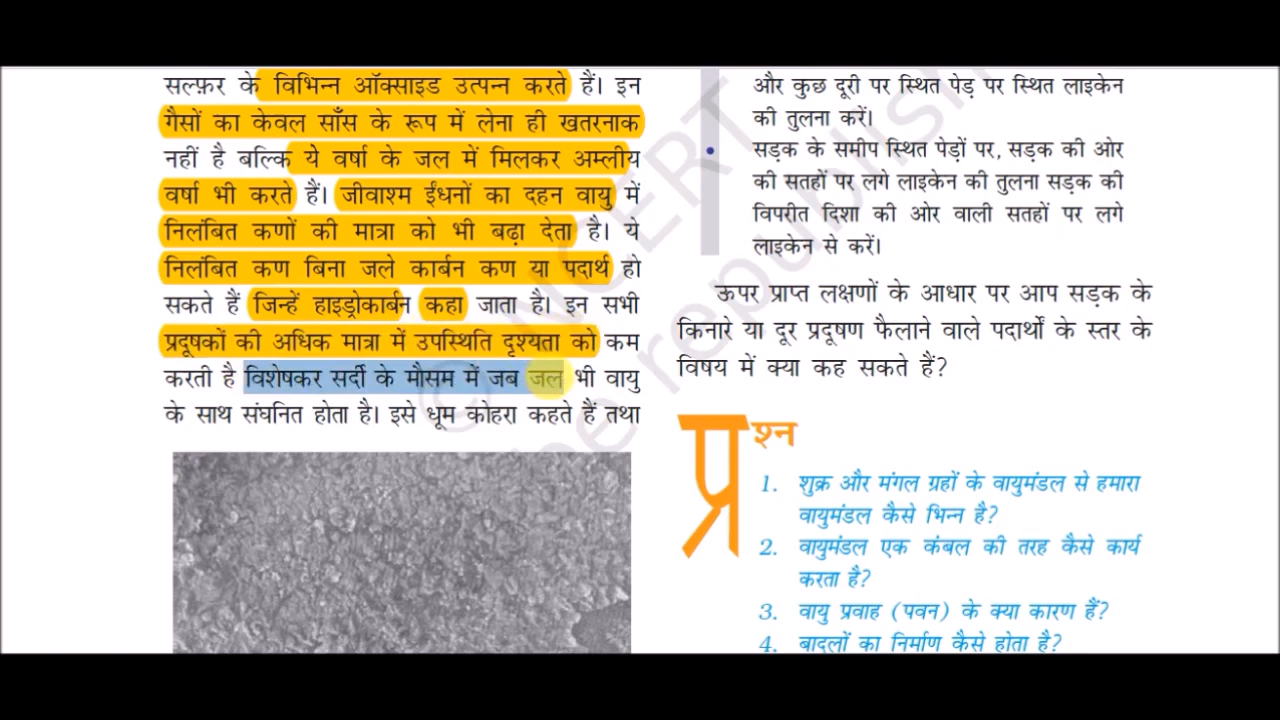 सल्फ़र के विभिन्न ऑक्साइड उत्पन्न करते हैं। इन
गैसों का केवल साँस के रूप में लेना ही खतरनाक
नहीं है बल्कि ये वर्षा के जल में मिलकर अम्लीय
वर्षा भी करते हैं। जीवाश्म ईंधनों का दहन वायु में
निलंबित कणों की मात्रा को भी बढ़ा देता है। ये
निलंबित कण बिना जले कार्बन कण या पदार्थ हो
सकते हैं जिन्हें हाइड्रोकार्बन कहा जाता है। इन सभी
प्रदूषकों की अधिक मात्रा में उपस्थिति दृश्यता को कम
करती है विशेषकर सर्दी के मौसम में जब जल भी वायु
के साथ संघनित होता है। इसे धूम कोहरा कहते हैं तथा
और कुछ दूरी पर स्थित पेड़ पर स्थित लाइकेन
की तुलना करें।
• सड़क के समीप स्थित पेड़ों पर, सड़क की ओर
की सतहों पर लगे लाइकेन की तुलना सड़क की
विपरीत दिशा की ओर वाली सतहों पर लगे
लाइकेन से करें।
ऊपर प्राप्त लक्षणों के आधार पर आप सड़क के
किनारे या दूर प्रदूषण फैलाने वाले पदार्थों के स्तर के
विषय में क्या कह सकते हैं?
प्रश्न
1. शुक्र और मंगल ग्रहों के वायुमंडल से हमारा
वायुमंडल कैसे भिन्न है?
2. वायुमंडल एक कंबल की तरह कैसे कार्य
करता है?
3. वायु प्रवाह (पवन) के क्या कारण हैं?
4. बादलों का निर्माण कैसे होता है?
© NCERT
be republish